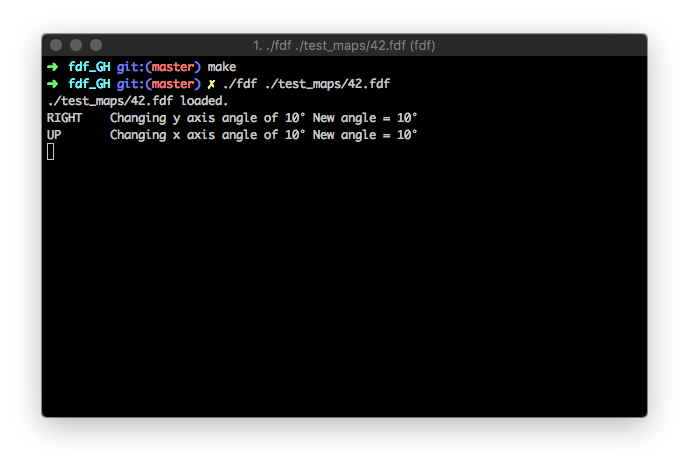 1. ./fdf ./test_maps/42.fdf (fdf)
➜ fdf_GH git:(master) make
➜ fdf_GH git:(master) ✗ ./fdf ./test_maps/42.fdf
./test_maps/42.fdf loaded.
RIGHT Changing y axis angle of 10° New angle = 10°
UP Changing x axis angle of 10° New angle = 10°